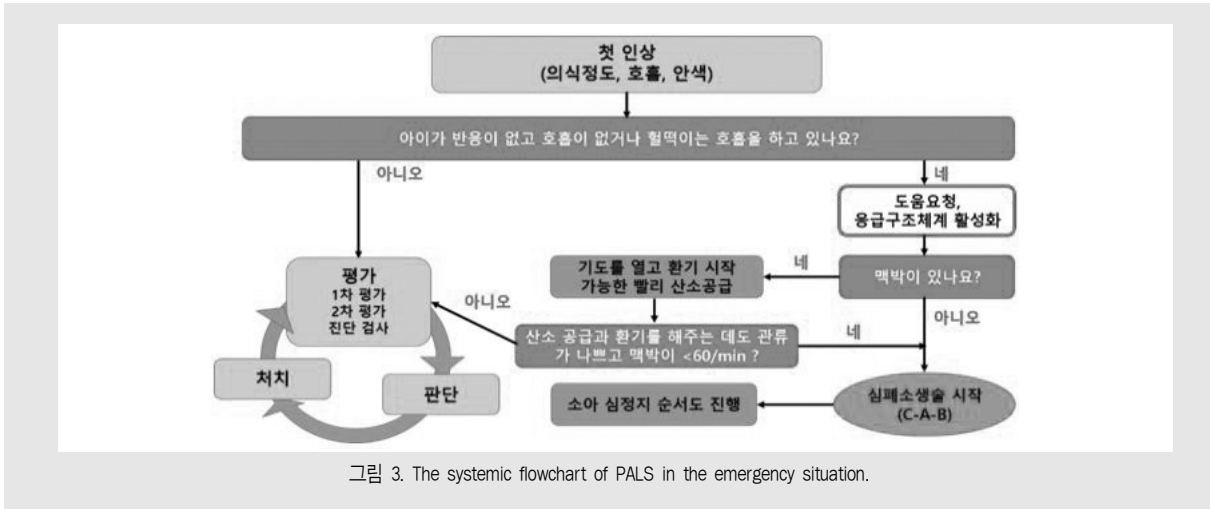 첫 인상
(의식정도, 호흡, 안색)
아이가 반응이 없고 호흡이 없거나 헐떡이는 호흡을 하고 있나요?
아니오
네
도움요청,
응급구조체계 활성화
기도를 열고 환기 시작
가능한 빨리 산소공급
네
맥박이 있나요?
평가
1차 평가
2차 평가
진단 검사
아니오
아니오
산소 공급과 환기를 해주는 데도 관류
가 나쁘고 맥박이 <60/min ?
네
처치
판단
소아 심정지 순서도 진행
심폐소생술 시작
(C-A-B)
그림 3. The systemic flowchart of PALS in the emergency situation.